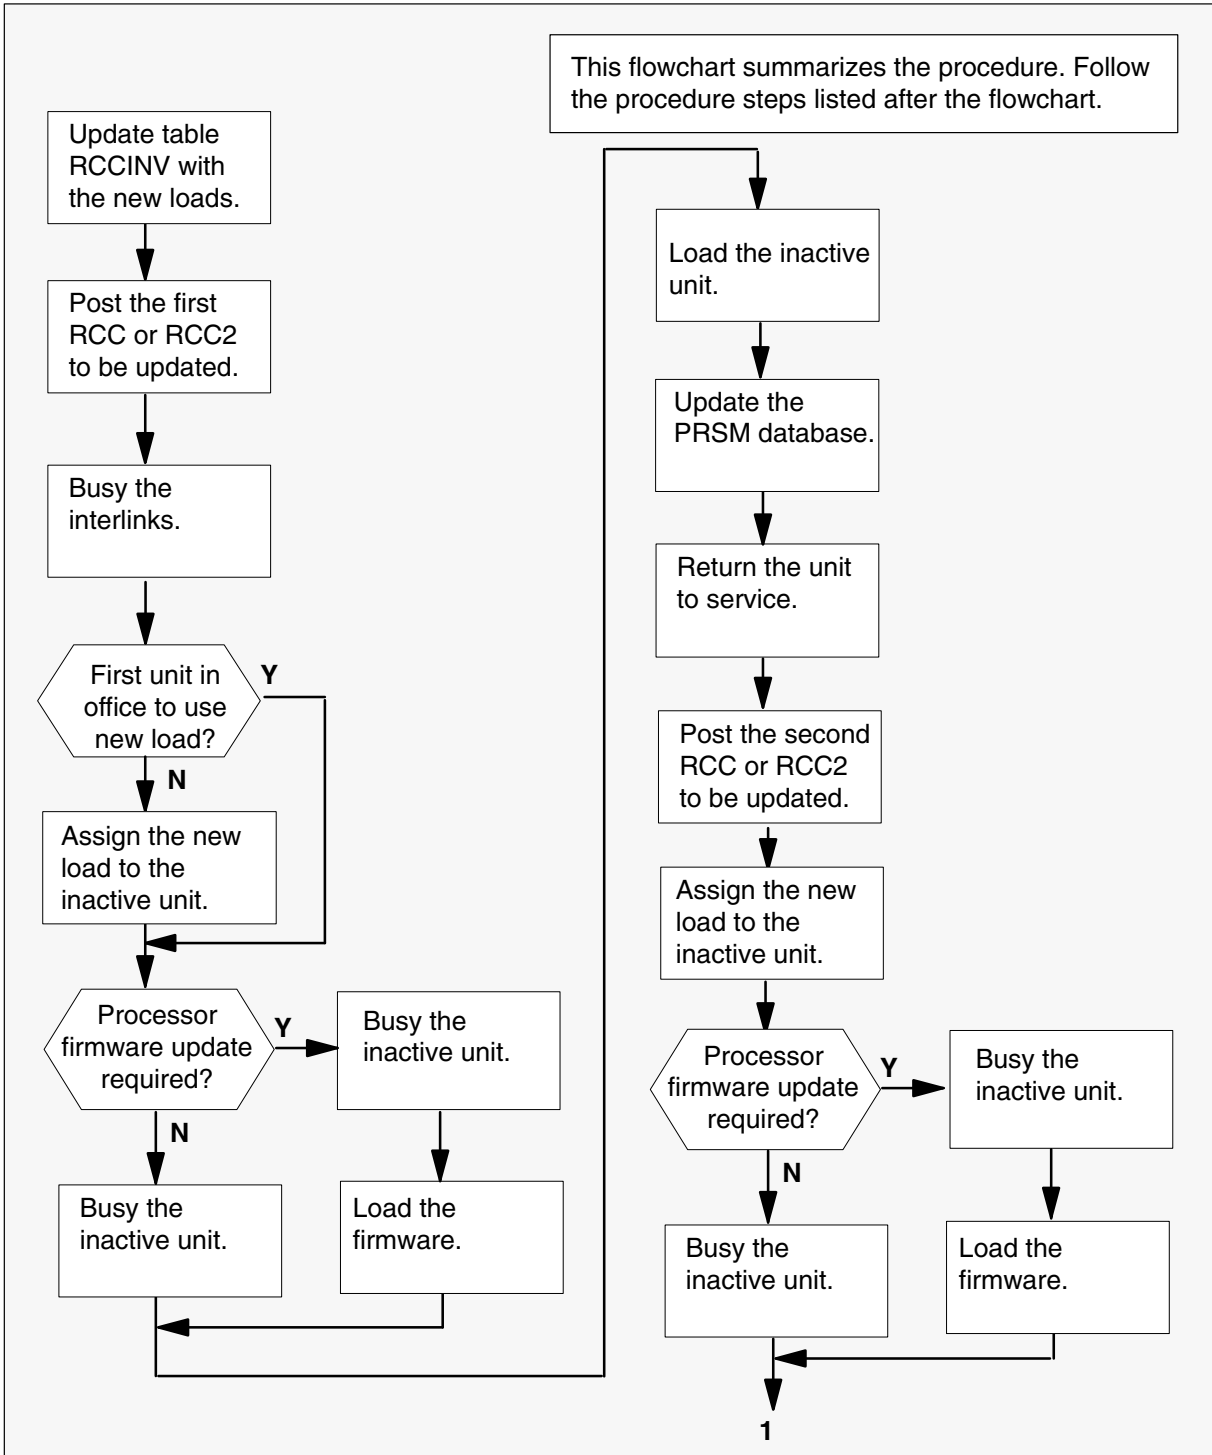 This flowchart summarizes the procedure. Follow
the procedure steps listed after the flowchart.
Update table
RCCINV with
the new loads.
Post the first
RCC or RCC2
to be updated.
Busy the
interlinks.
First unit in
office to use
new load?
Y
N
Assign the new
load to the
inactive unit.
Processor
firmware update
required?
Y
Busy the
inactive unit.
N
Busy the
inactive unit.
Load the
firmware.
Load the inactive
unit.
Update the
PRSM database.
Return the unit
to service.
Post the second
RCC or RCC2
to be updated.
Assign the new
load to the
inactive unit.
Processor
firmware update
required?
Y
Busy the
inactive unit.
N
Busy the
inactive unit.
Load the
firmware.
1